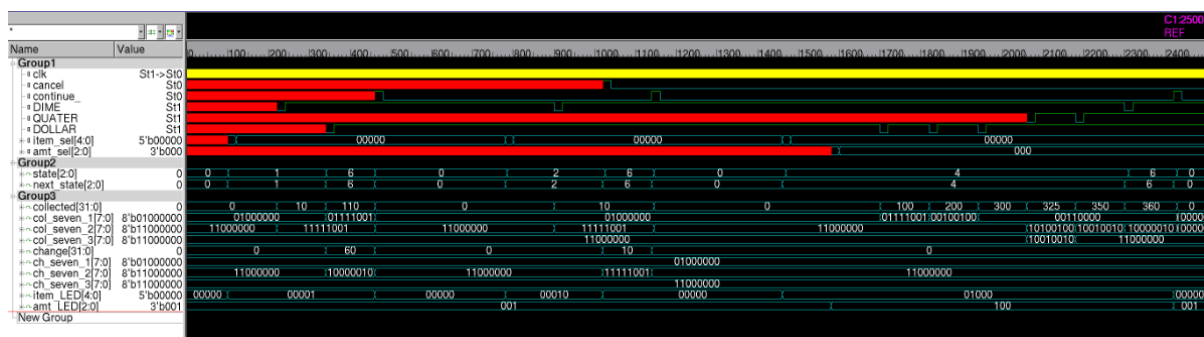 C1:2500
REF
Name Value 0 100 200 300 400 500 600 700 800 900 1000 1100 1200 1300 1400 1500 1600 1700 1800 1900 2000 2100 2200 2300 2400
Group1
clk St1->St0
cancel St0
continue_ St0
DIME St1
QUATER St1
DOLLAR St1
item_sel[4:0] 5'b00000 00000 00000 00000
amt_sel[2:0] 3'b000 000
Group2
state[2:0] 0 0 1 6 0 2 6 0 4 6 0
next_state[2:0] 0 0 1 6 0 2 6 0 4 6 0
Group3
collected[31:0] 0 0 10 110 0 10 0 100 200 300 325 350 360 0
col_seven_1[7:0] 8'b01000000 01000000 01111001 01000000 01111001 00100100 00110000 0000
col_seven_2[7:0] 8'b11000000 11000000 11111001 11000000 11111001 11000000 10100100 10010010 10000010 0000
col_seven_3[7:0] 8'b11000000 11000000 10010010 11000000
change[31:0] 0 0 60 0 10 0
ch_seven_1[7:0] 8'b01000000 01000000
ch_seven_2[7:0] 8'b11000000 11000000 10000010 11000000 11111001 11000000
ch_seven_3[7:0] 8'b11000000 11000000
item_LED[4:0] 5'b00000 00000 00001 00000 00010 00000 01000 00000
amt_LED[2:0] 3'b001 001 100 001
New Group